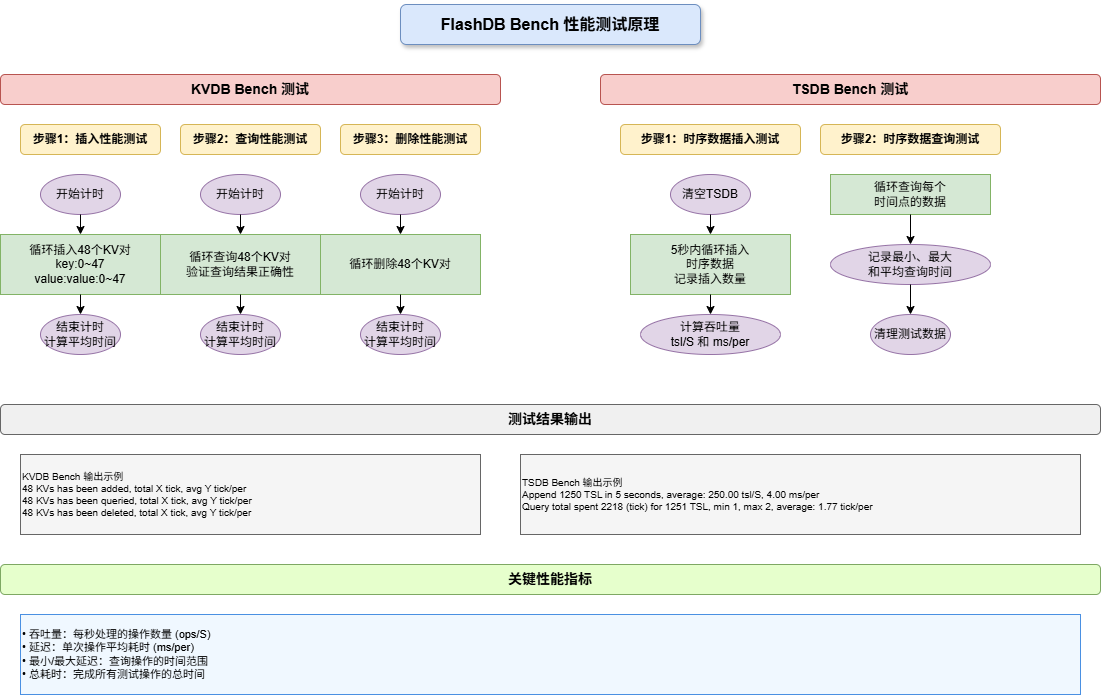 FlashDB Bench 性能测试原理
KVDB Bench 测试
步骤1：插入性能测试
步骤2：查询性能测试
步骤3：删除性能测试
开始计时
开始计时
开始计时
循环插入48个KV对
key:0~47
value:value:0~47
循环查询48个KV对
验证查询结果正确性
循环删除48个KV对
结束计时
计算平均时间
结束计时
计算平均时间
结束计时
计算平均时间
TSDB Bench 测试
步骤1：时序数据插入测试
步骤2：时序数据查询测试
清空TSDB
5秒内循环插入
时序数据
记录插入数量
计算吞吐量
tsl/S 和 ms/per
循环查询每个
时间点的数据
记录最小、最大
和平均查询时间
清理测试数据
测试结果输出
KVDB Bench 输出示例
48 KVs has been added, total X tick, avg Y tick/per
48 KVs has been queried, total X tick, avg Y tick/per
48 KVs has been deleted, total X tick, avg Y tick/per
TSDB Bench 输出示例
Append 1250 TSL in 5 seconds, average: 250.00 tsl/S, 4.00 ms/per
Query total spent 2218 (tick) for 1251 TSL, min 1, max 2, average: 1.77 tick/per
关键性能指标
• 吞吐量：每秒处理的操作数量 (ops/S)
• 延迟：单次操作平均耗时 (ms/per)
• 最小/最大延迟：查询操作的时间范围
• 总耗时：完成所有测试操作的总时间